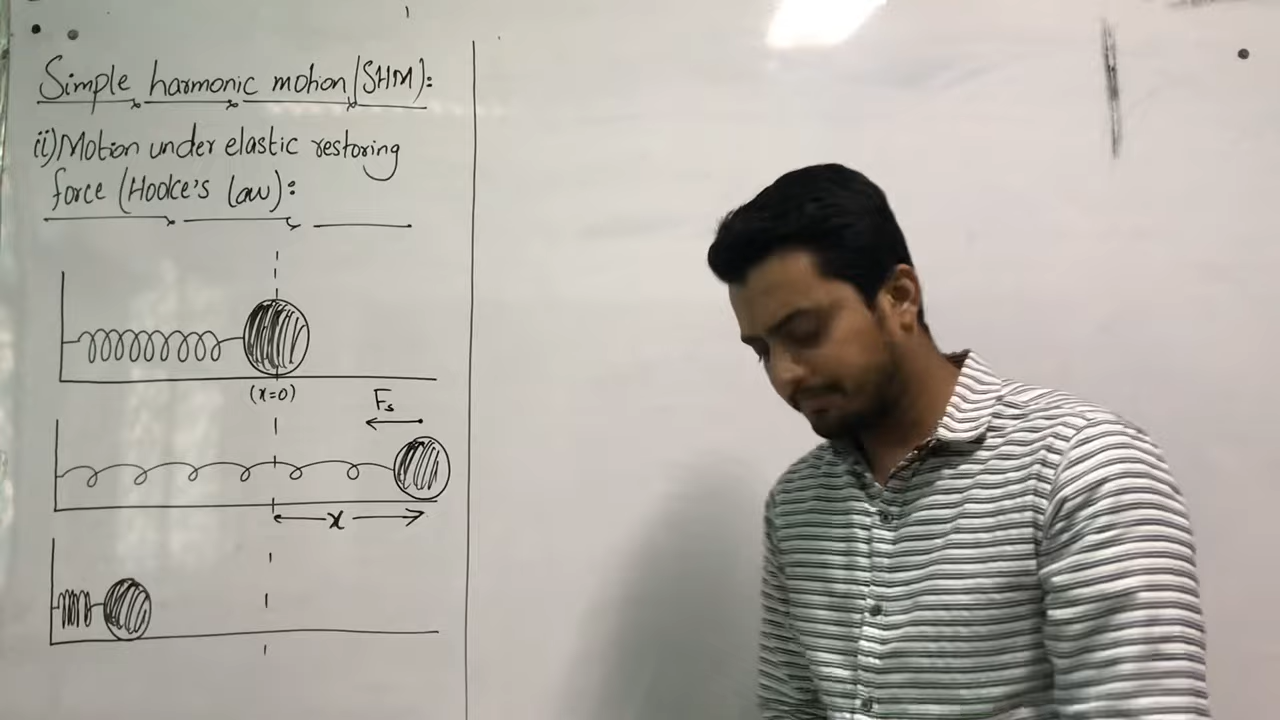 Simple harmonic motion (SHM):
ii) Motion under elastic restoring
force (Hooke's law):
(x=0)
Fs
x